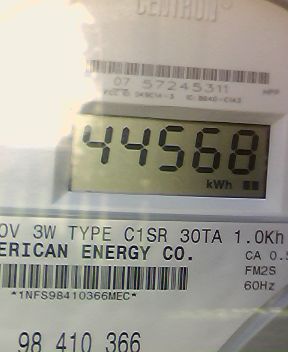 CENTRON®
07 57245311
44568
kWh
0V 3W TYPE C1SR 30TA 1.0Kh
ERICAN ENERGY CO.
CA 0.5
FM2S
60Hz
*1NFS98410366MEC*
98 410 366